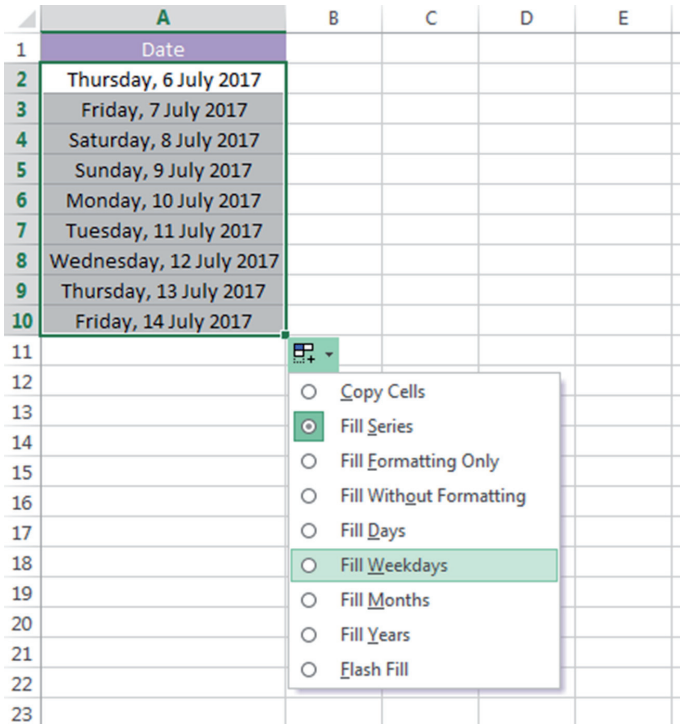 A B C D E
1 Date
2 Thursday, 6 July 2017
3 Friday, 7 July 2017
4 Saturday, 8 July 2017
5 Sunday, 9 July 2017
6 Monday, 10 July 2017
7 Tuesday, 11 July 2017
8 Wednesday, 12 July 2017
9 Thursday, 13 July 2017
10 Friday, 14 July 2017
11
12
13
14
15
16
17
18
19
20
21
22
23
Copy Cells
Fill Series
Fill Formatting Only
Fill Without Formatting
Fill Days
Fill Weekdays
Fill Months
Fill Years
Flash Fill